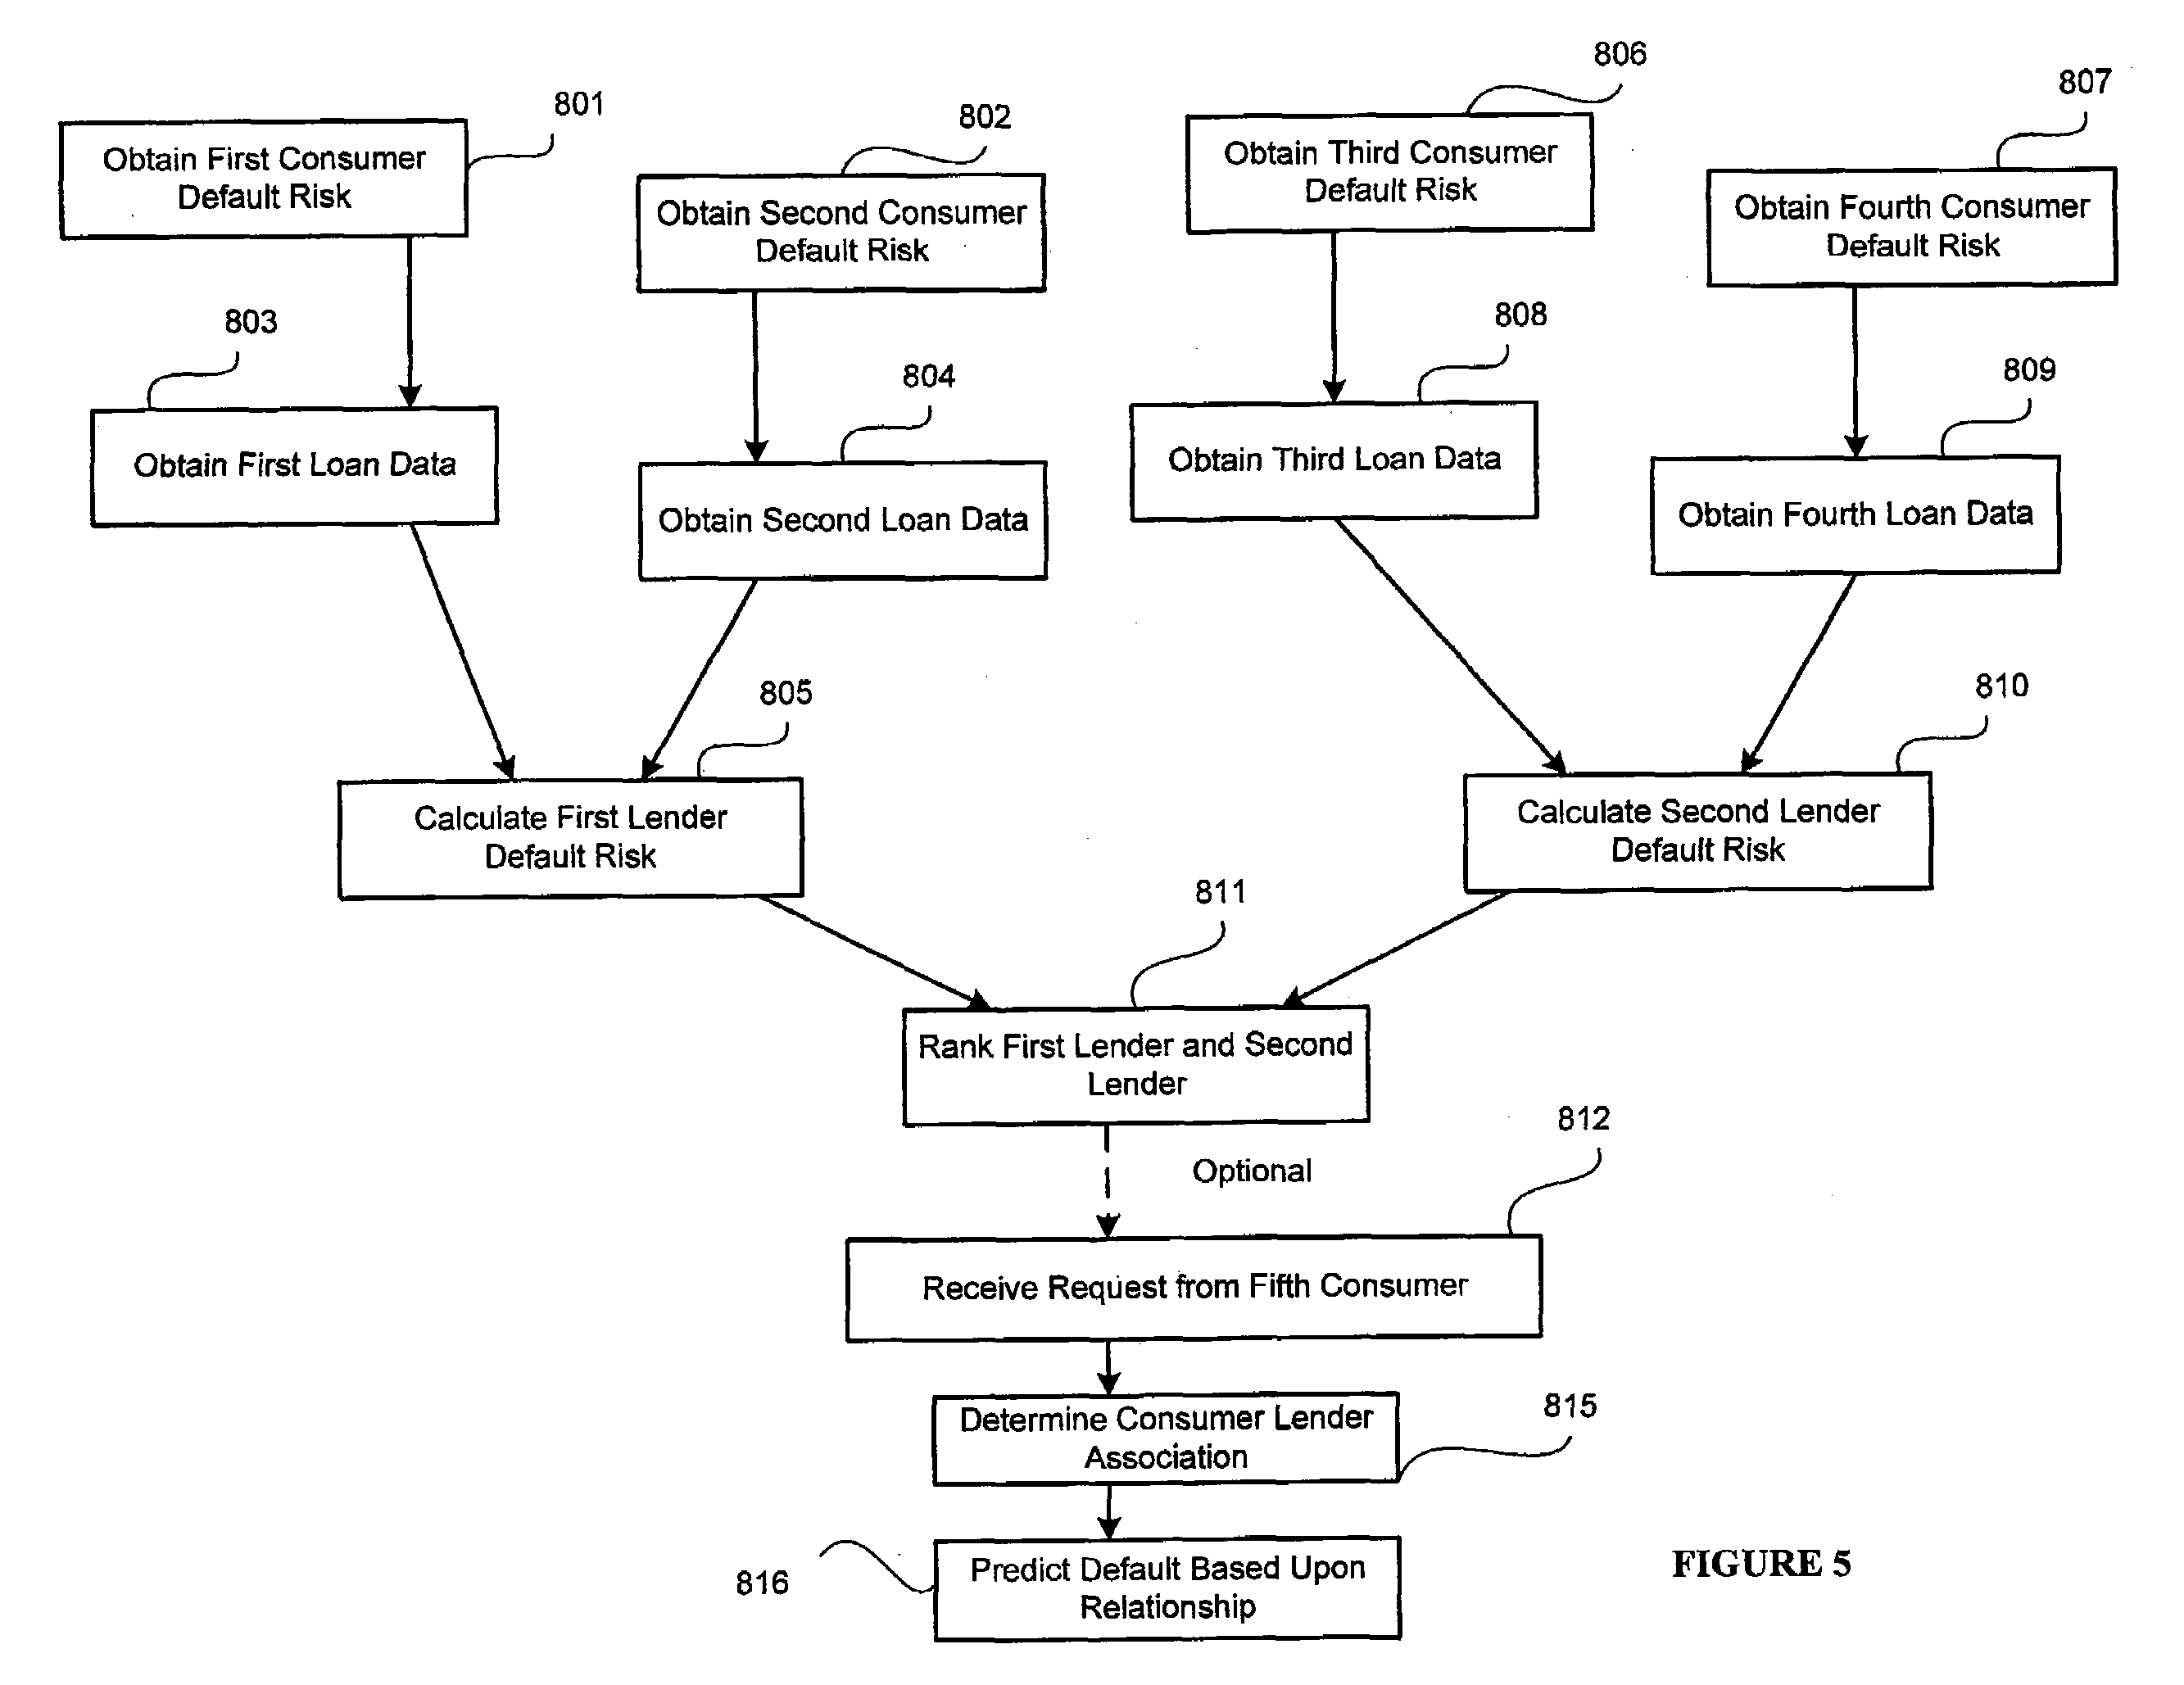 801
Obtain First Consumer
Default Risk
802
Obtain Second Consumer
Default Risk
806
Obtain Third Consumer
Default Risk
807
Obtain Fourth Consumer
Default Risk
803
Obtain First Loan Data
804
Obtain Second Loan Data
808
Obtain Third Loan Data
809
Obtain Fourth Loan Data
805
Calculate First Lender
Default Risk
810
Calculate Second Lender
Default Risk
811
Rank First Lender and Second
Lender
Optional
812
Receive Request from Fifth Consumer
Determine Consumer Lender
Association
815
816
Predict Default Based Upon
Relationship
FIGURE 5